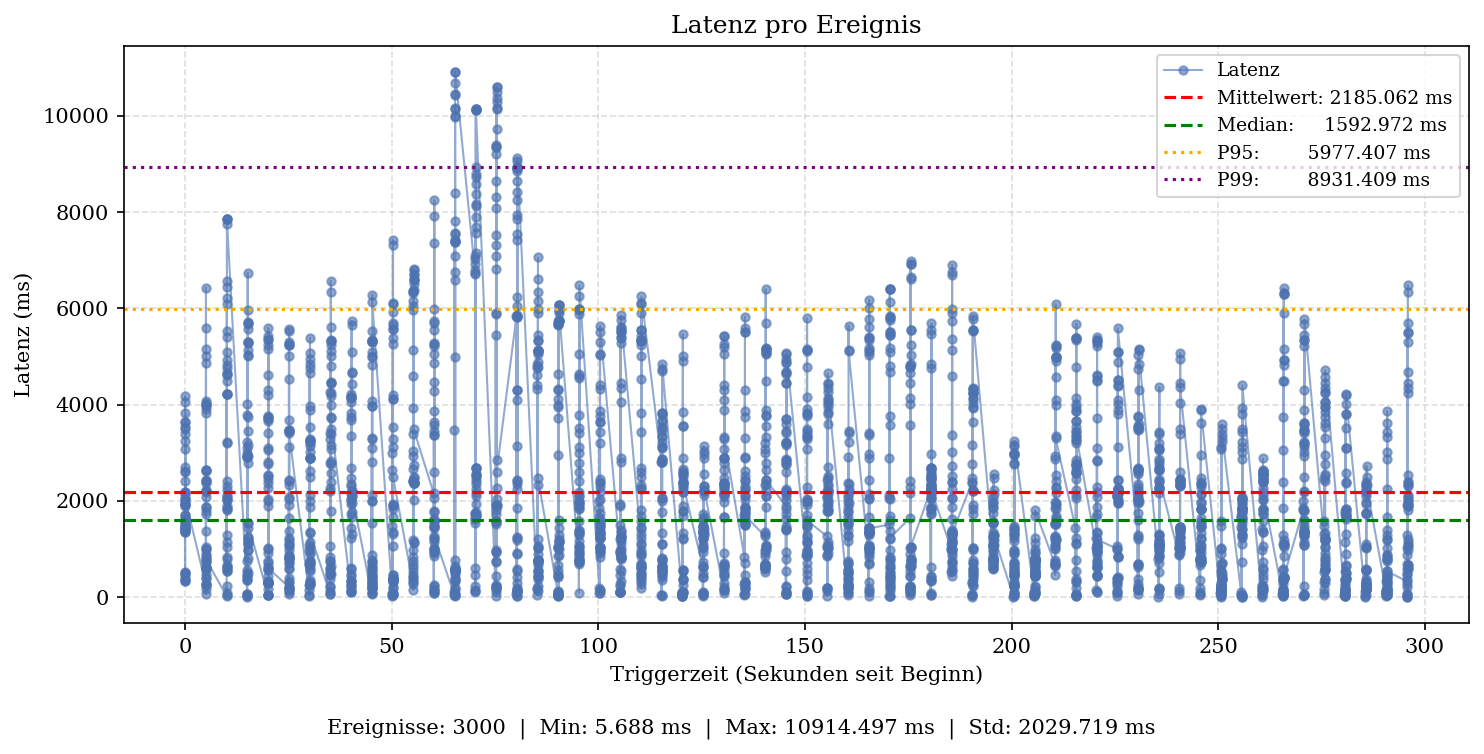 Latenz pro Ereignis
Latenz
Mittelwert: 2185.062 ms
Median: 1592.972 ms
P95: 5977.407 ms
P99: 8931.409 ms
Latenz (ms)
10000
8000
6000
4000
2000
0
0 50 100 150 200 250 300
Triggerzeit (Sekunden seit Beginn)
Ereignisse: 3000 | Min: 5.688 ms | Max: 10914.497 ms | Std: 2029.719 ms